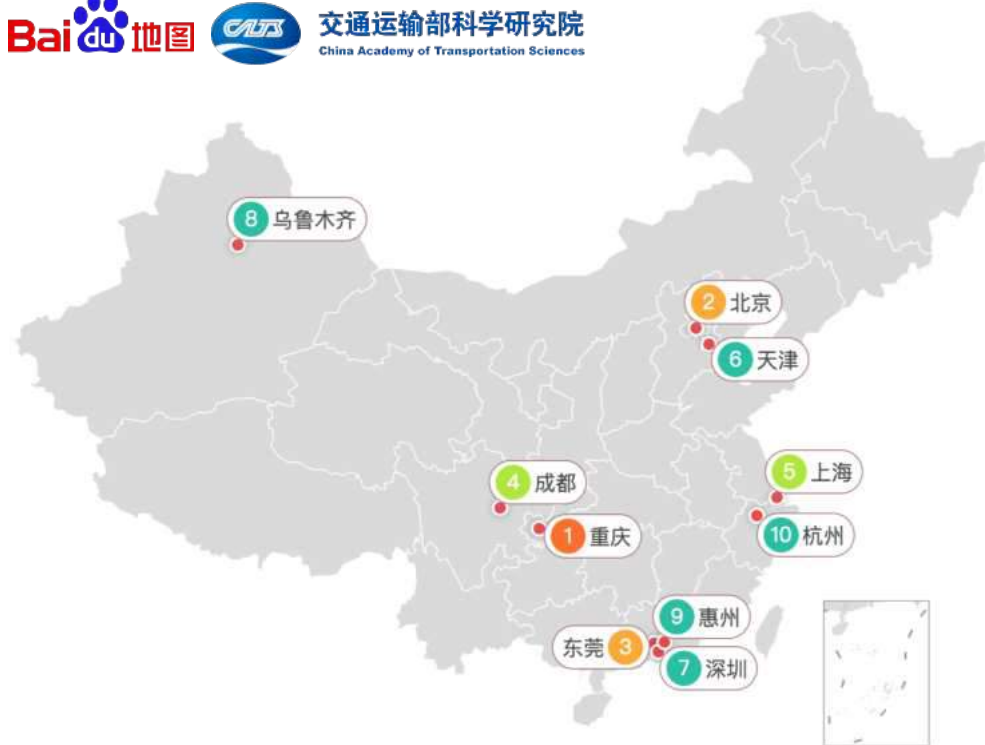 Bai du 地图
CATS
交通运输部科学研究院
China Academy of Transportation Sciences
8 乌鲁木齐
2 北京
6 天津
4 成都
5 上海
1 重庆
10 杭州
9 惠州
东莞 3
7 深圳